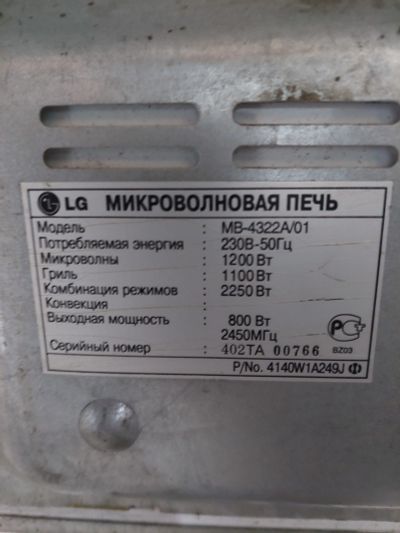 LG МИКРОВОЛНОВАЯ ПЕЧЬ
Модель : MB-4322A/01
Потребляемая энергия : 230В-50Гц
Микроволны : 1200 Вт
Гриль : 1100 Вт
Комбинация режимов : 2250 Вт
Конвекция :
Выходная мощность : 800 Вт
2450МГц
Серийный номер : 402TA 00766
BZ03
P/No. 4140W1A249J